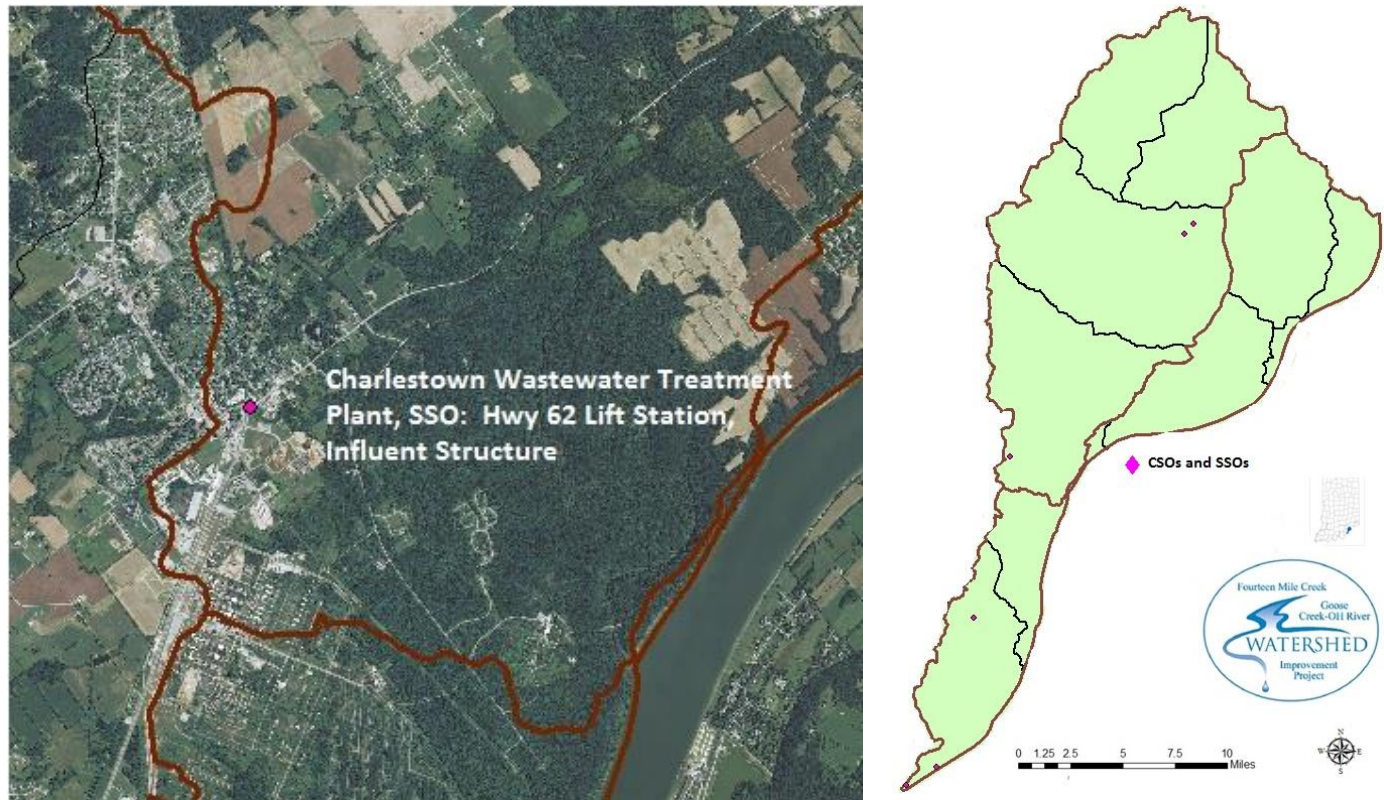 Charlestown Wastewater Treatment
Plant, SSO: Hwy 62 Lift Station,
Influent Structure
CSOs and SSOs
Fourteen Mile Creek
Goose
Creek-OH River
WATERSHED
Improvement
Project
N
W E
S
0 1.25 2.5 5 7.5 10
Miles